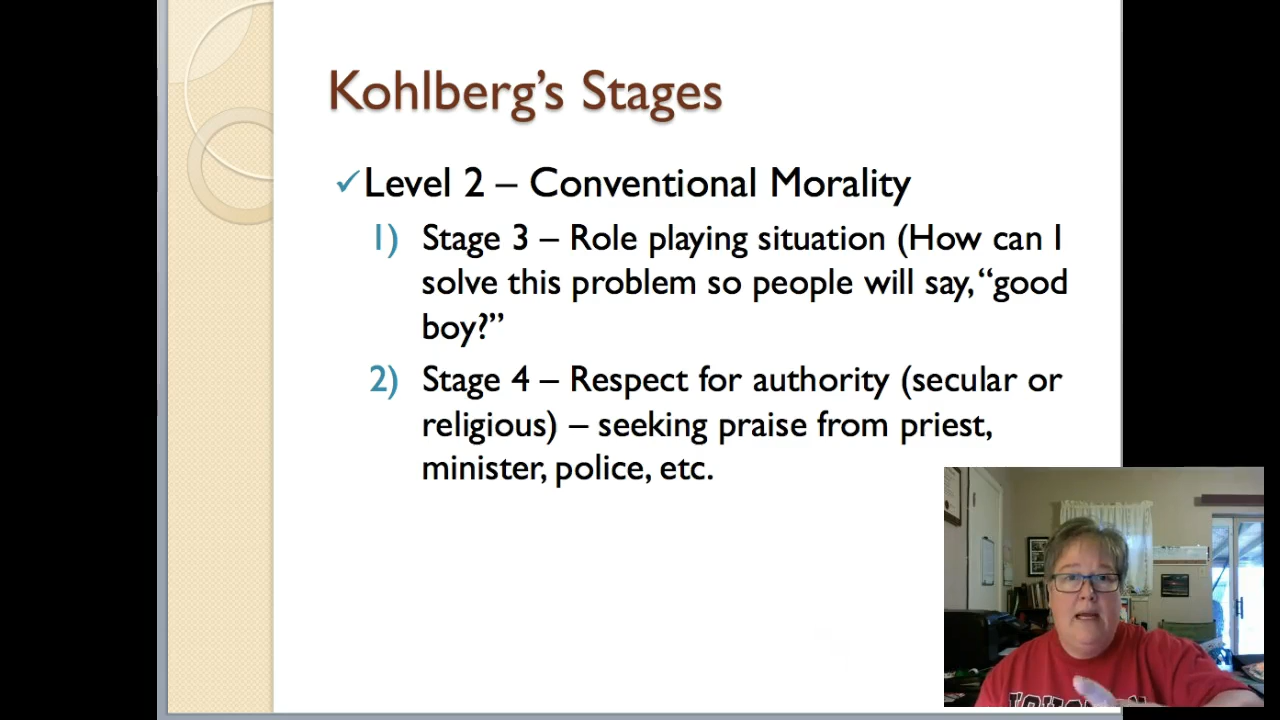 Kohlberg's Stages
✓Level 2 – Conventional Morality
1) Stage 3 – Role playing situation (How can I
solve this problem so people will say, “good
boy?”
2) Stage 4 – Respect for authority (secular or
religious) – seeking praise from priest,
minister, police, etc.